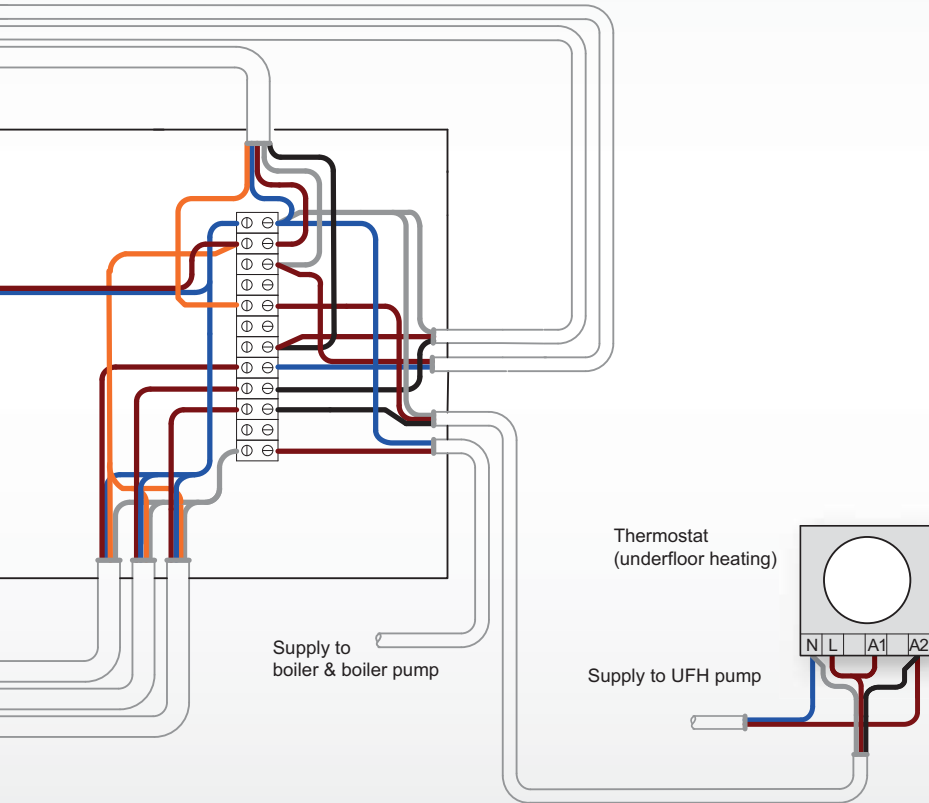 Thermostat
(underfloor heating)
N L A1 A2
Supply to
boiler & boiler pump
Supply to UFH pump